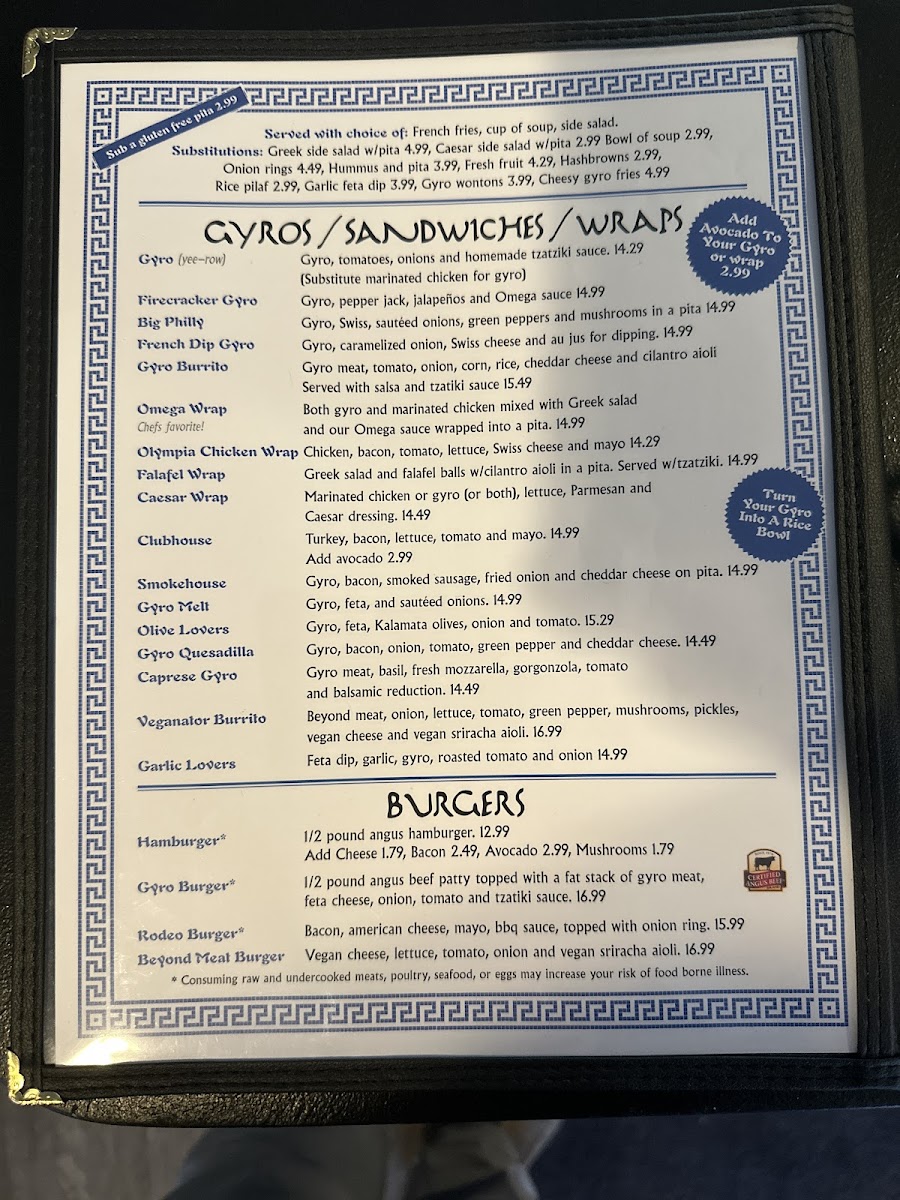 Sub a gluten free pita 2.99
Served with choice of: French fries, cup of soup, side salad.
Substitutions: Greek side salad w/pita 4.99, Caesar side salad w/pita 2.99 Bowl of soup 2.99,
Onion rings 4.49, Hummus and pita 3.99, Fresh fruit 4.29, Hashbrowns 2.99,
Rice pilaf 2.99, Garlic feta dip 3.99, Gyro wontons 3.99, Cheesy gyro fries 4.99
GYROS / SANDWICHES / WRAPS
Add
Avocado To
Your Gyro
or wrap
2.99
Gyro (yee-row) Gyro, tomatoes, onions and homemade tzatziki sauce. 14.29
(Substitute marinated chicken for gyro)
Firecracker Gyro Gyro, pepper jack, jalapeños and Omega sauce 14.99
Big Philly Gyro, Swiss, sautéed onions, green peppers and mushrooms in a pita 14.99
French Dip Gyro Gyro, caramelized onion, Swiss cheese and au jus for dipping. 14.99
Gyro Burrito Gyro meat, tomato, onion, corn, rice, cheddar cheese and cilantro aioli
Served with salsa and tzatiki sauce 15.49
Omega Wrap Both gyro and marinated chicken mixed with Greek salad
Chefs favorite! and our Omega sauce wrapped into a pita. 14.99
Olympia Chicken Wrap Chicken, bacon, tomato, lettuce, Swiss cheese and mayo 14.29
Falafel Wrap Greek salad and falafel balls w/cilantro aioli in a pita. Served w/tzatziki. 14.99
Caesar Wrap Marinated chicken or gyro (or both), lettuce, Parmesan and
Caesar dressing. 14.49
Turn
Your Gyro
Into A Rice
Bowl
Clubhouse Turkey, bacon, lettuce, tomato and mayo. 14.99
Add avocado 2.99
Smokehouse Gyro, bacon, smoked sausage, fried onion and cheddar cheese on pita. 14.99
Gyro Melt Gyro, feta, and sautéed onions. 14.99
Olive Lovers Gyro, feta, Kalamata olives, onion and tomato. 15.29
Gyro Quesadilla Gyro, bacon, onion, tomato, green pepper and cheddar cheese. 14.49
Caprese Gyro Gyro meat, basil, fresh mozzarella, gorgonzola, tomato
and balsamic reduction. 14.49
Veganator Burrito Beyond meat, onion, lettuce, tomato, green pepper, mushrooms, pickles,
vegan cheese and vegan sriracha aioli. 16.99
Garlic Lovers Feta dip, garlic, gyro, roasted tomato and onion 14.99
BURGERS
Hamburger* 1/2 pound angus hamburger. 12.99
Add Cheese 1.79, Bacon 2.49, Avocado 2.99, Mushrooms 1.79
Gyro Burger* 1/2 pound angus beef patty topped with a fat stack of gyro meat,
feta cheese, onion, tomato and tzatiki sauce. 16.99
CERTIFIED
ANGUS BEEF
Rodeo Burger* Bacon, american cheese, mayo, bbq sauce, topped with onion ring. 15.99
Beyond Meat Burger Vegan cheese, lettuce, tomato, onion and vegan sriracha aioli. 16.99
* Consuming raw and undercooked meats, poultry, seafood, or eggs may increase your risk of food borne illness.